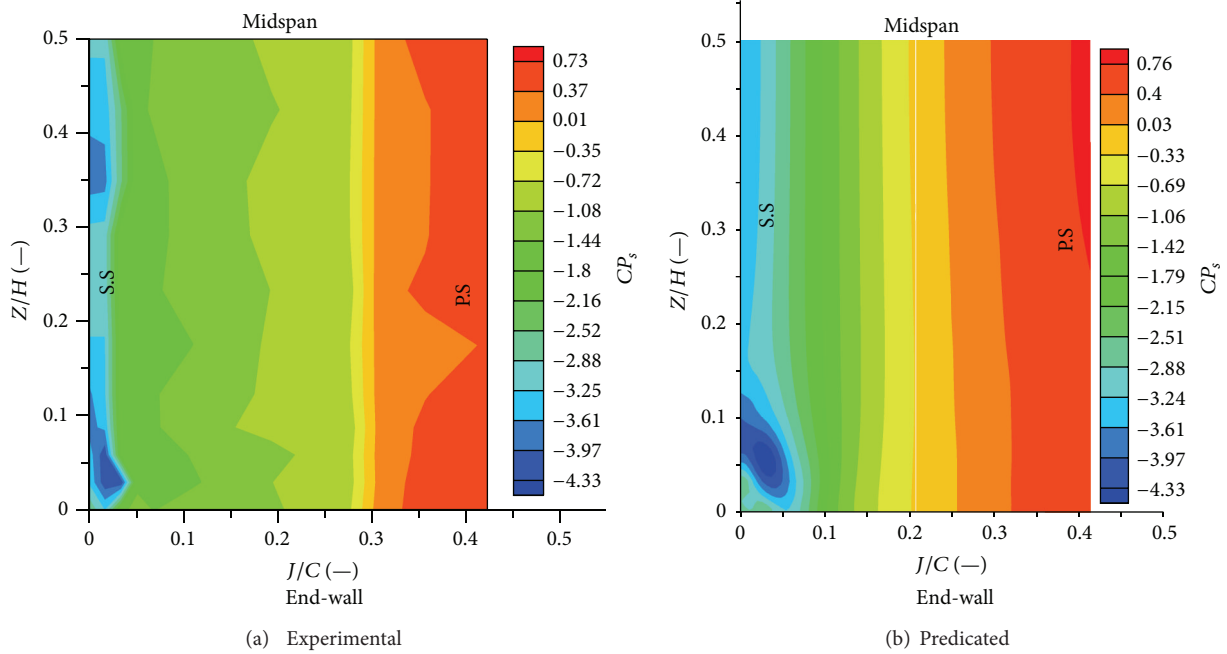 Midspan
0.5
0.4
0.3
0.2
0.1
0
Z/H (—)
S.S
P.S
0 0.1 0.2 0.3 0.4 0.5
J/C (—)
End-wall
0.73
0.37
0.01
−0.35
−0.72
−1.08
−1.44
−1.8
−2.16
−2.52
−2.88
−3.25
−3.61
−3.97
−4.33
CPs
(a) Experimental
Midspan
0.5
0.4
0.3
0.2
0.1
0
Z/H (—)
S.S
P.S
0 0.1 0.2 0.3 0.4 0.5
J/C (—)
End-wall
0.76
0.4
0.03
−0.33
−0.69
−1.06
−1.42
−1.79
−2.15
−2.51
−2.88
−3.24
−3.61
−3.97
−4.33
CPs
(b) Predicated